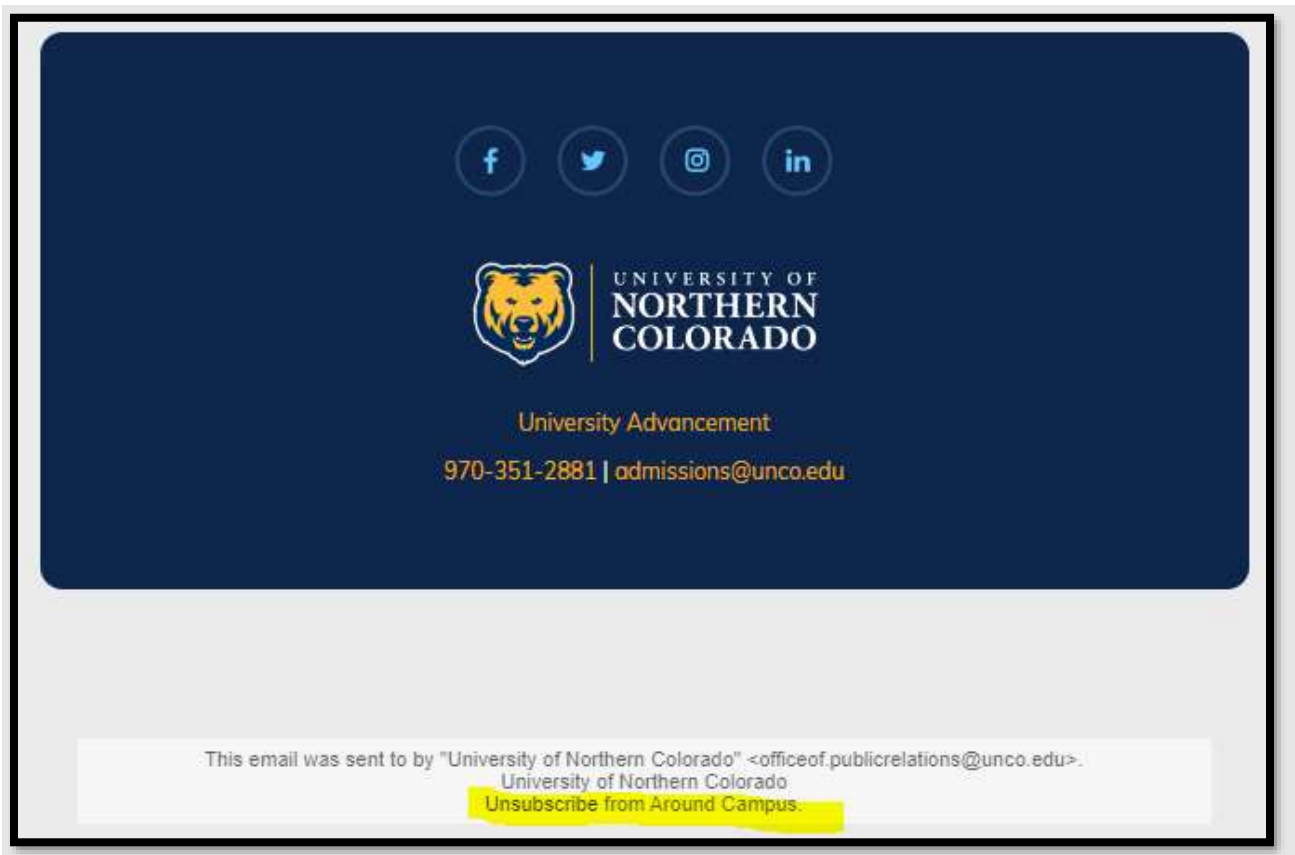 UNIVERSITY OF
NORTHERN
COLORADO
University Advancement
970-351-2881 | admissions@unco.edu
This email was sent to by "University of Northern Colorado" <officeof.publicrelations@unco.edu>.
University of Northern Colorado
Unsubscribe from Around Campus.